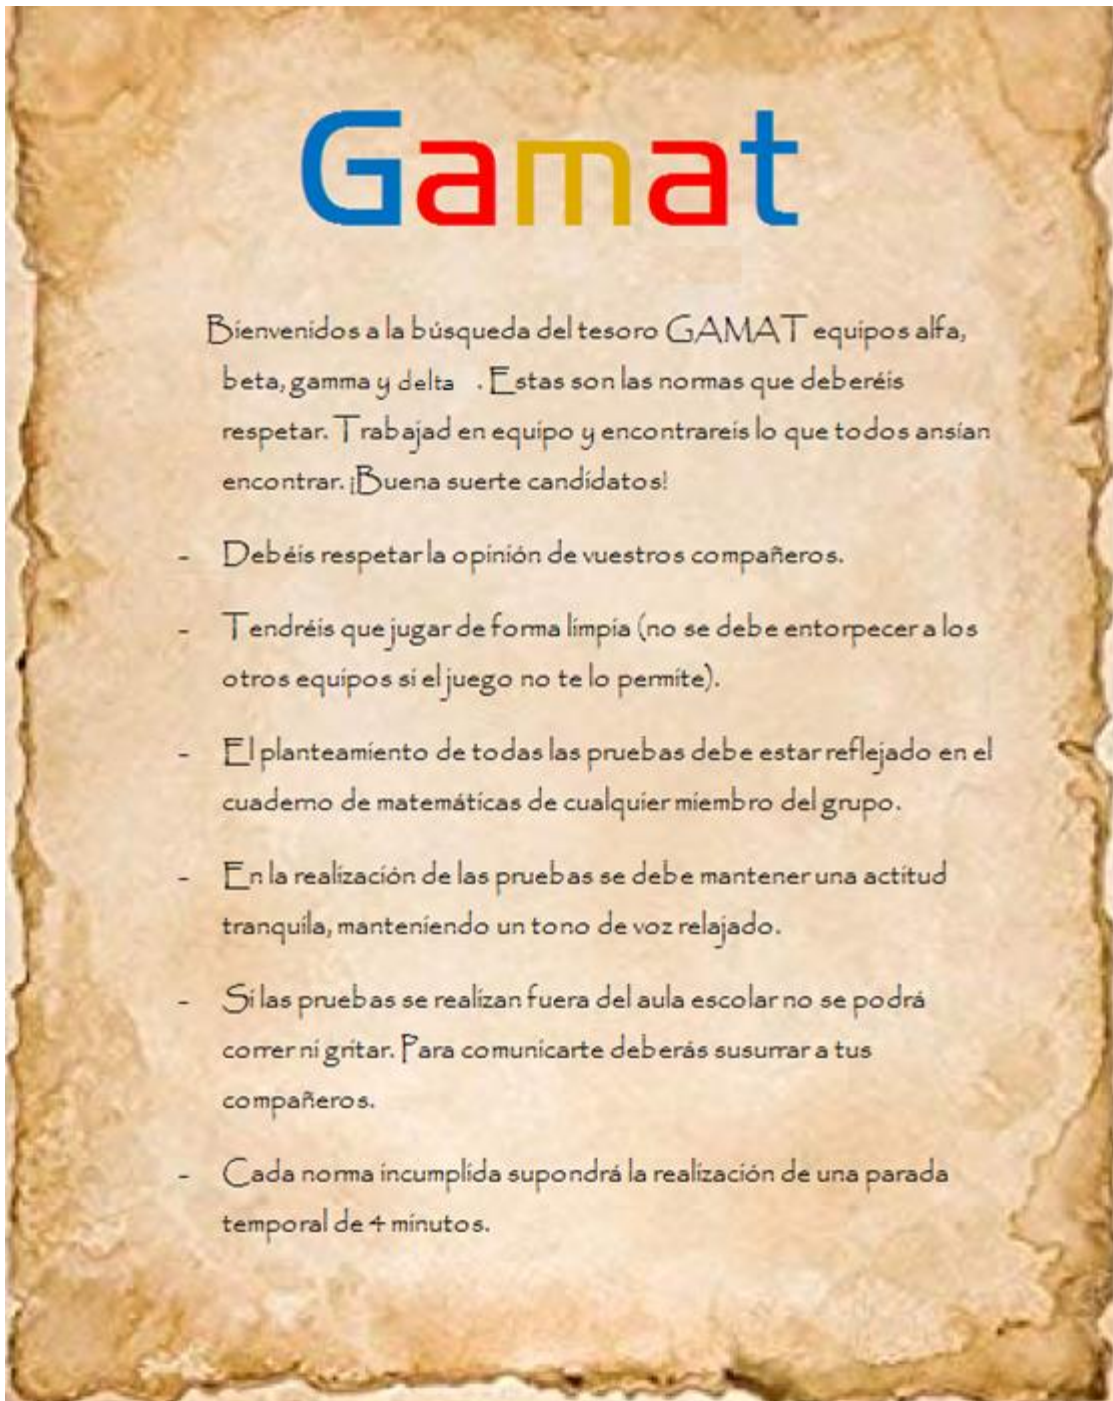 Gamat
Bienvenidos a la búsqueda del tesoro GAMAT equipos alfa,
beta, gamma y delta . Estas son las normas que deberéis
respetar. Trabajad en equipo y encontrareis lo que todos ansían
encontrar. ¡Buena suerte candidatos!
- Debéis respetar la opinión de vuestros compañeros.
- Tendréis que jugar de forma limpia (no se debe entorpecer a los
otros equipos si el juego no te lo permite).
- El planteamiento de todas las pruebas debe estar reflejado en el
cuaderno de matemáticas de cualquier miembro del grupo.
- En la realización de las pruebas se debe mantener una actitud
tranquila, manteniendo un tono de voz relajado.
- Si las pruebas se realizan fuera del aula escolar no se podrá
correr ni gritar. Para comunicarte deberás susurrar a tus
compañeros.
- Cada norma incumplida supondrá la realización de una parada
temporal de 4 minutos.